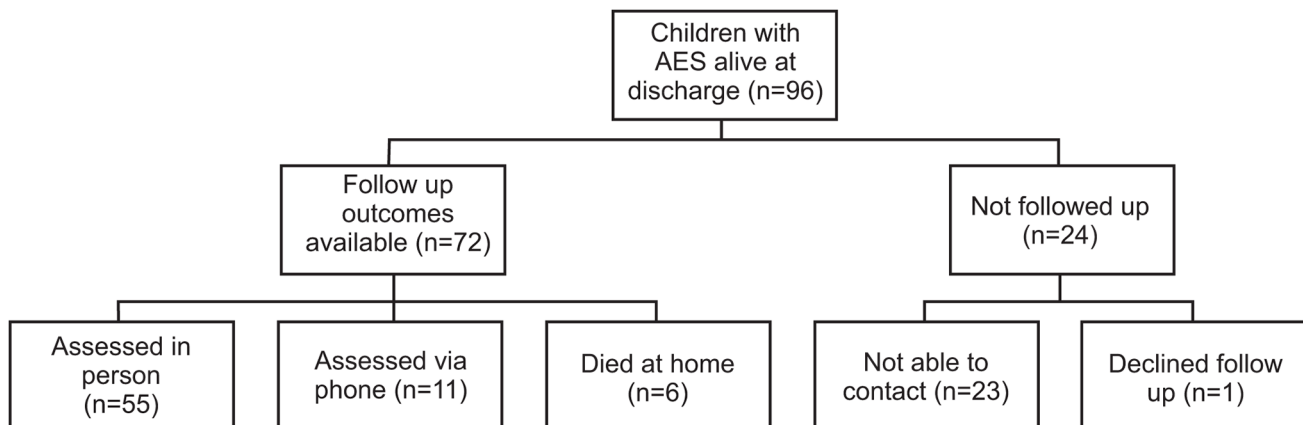 Children with
AES alive at
discharge (n=96)
Follow up
outcomes
available (n=72)
Not followed up
(n=24)
Assessed in
person
(n=55)
Assessed via
phone (n=11)
Died at home
(n=6)
Not able to
contact (n=23)
Declined follow
up (n=1)